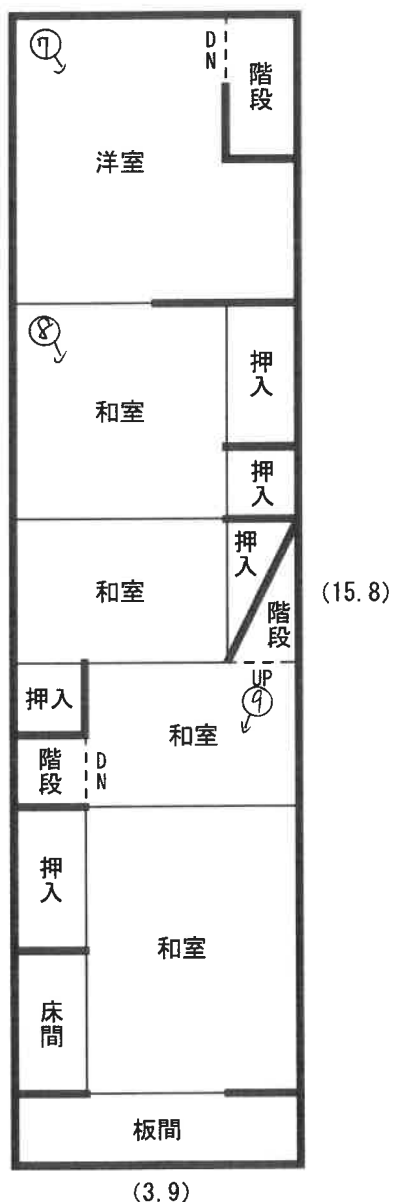 ⑦
DN
階段
洋室
⑧
和室
押入
押入
和室
押入
階段
(15.8)
押入
UP
⑨
和室
階段
DN
押入
和室
床間
板間
(3.9)